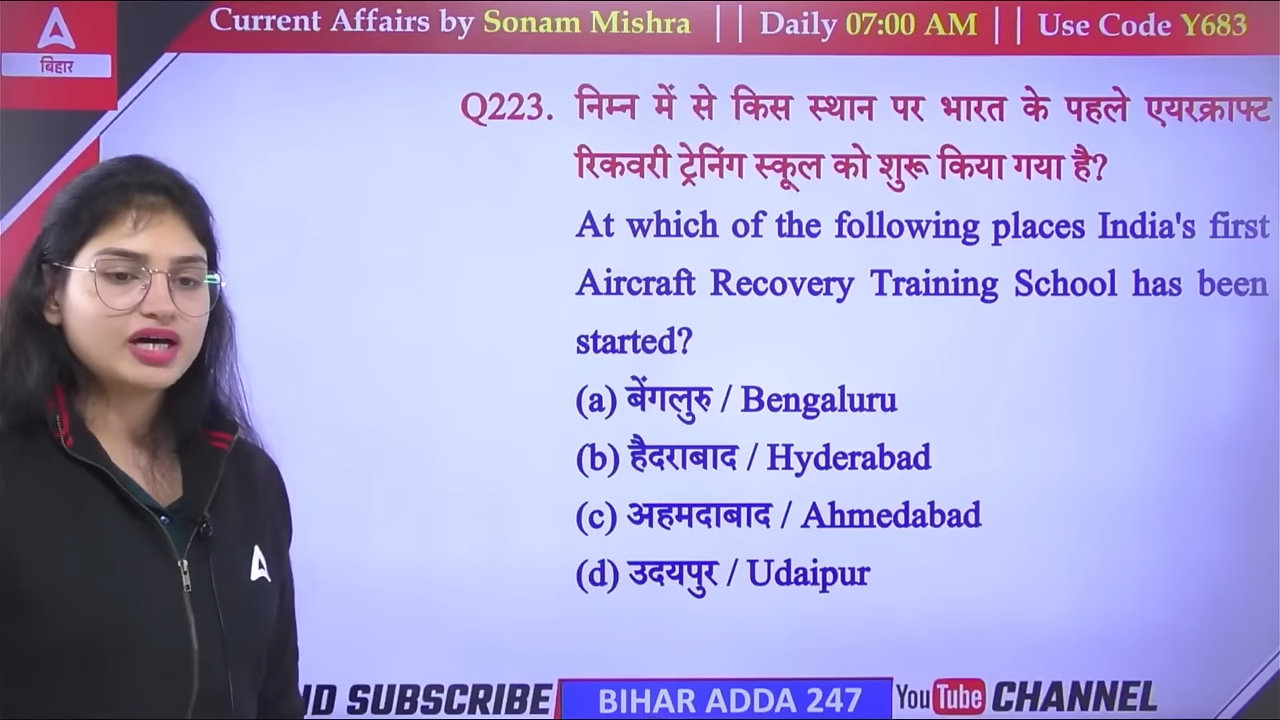 Current Affairs by Sonam Mishra || Daily 07:00 AM || Use Code Y683
बिहार
Q223. निम्न में से किस स्थान पर भारत के पहले एयरक्राफ्ट
रिकवरी ट्रेनिंग स्कूल को शुरू किया गया है?
At which of the following places India's first
Aircraft Recovery Training School has been
started?
(a) बेंगलुरु / Bengaluru
(b) हैदराबाद / Hyderabad
(c) अहमदाबाद / Ahmedabad
(d) उदयपुर / Udaipur
SUBSCRIBE BIHAR ADDA 247 YouTube CHANNEL